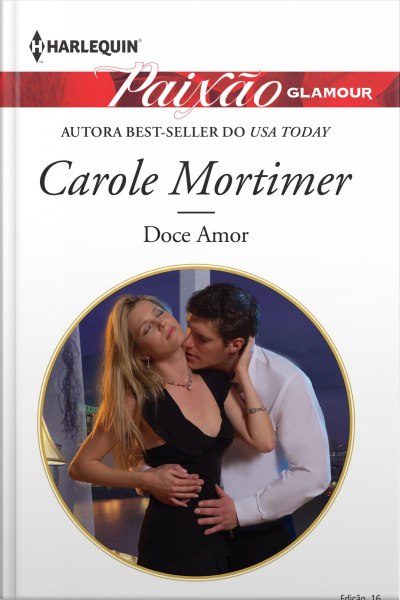 HARLEQUIN®
Paixão GLAMOUR
AUTORA BEST-SELLER DO USA TODAY
Carole Mortimer
Doce Amor
Edição 16